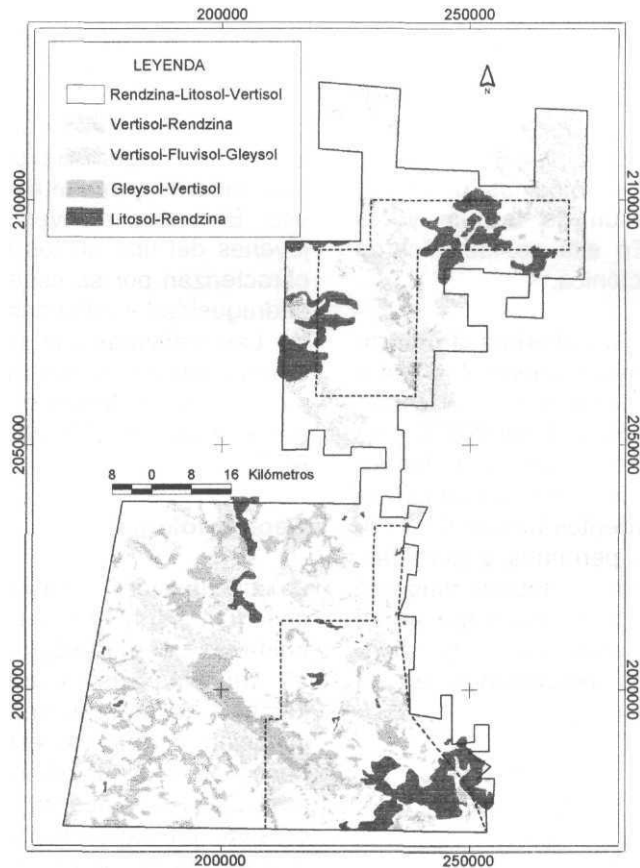 200000 250000
LEYENDA
Rendzina-Litosol-Vertisol
Vertisol-Rendzina
Vertisol-Fluvisol-Gleysol
Gleysol-Vertisol
Litosol-Rendzina
N
2100000 2100000
2050000 2050000
8 0 8 16 Kilómetros
2000000 2000000
200000 250000